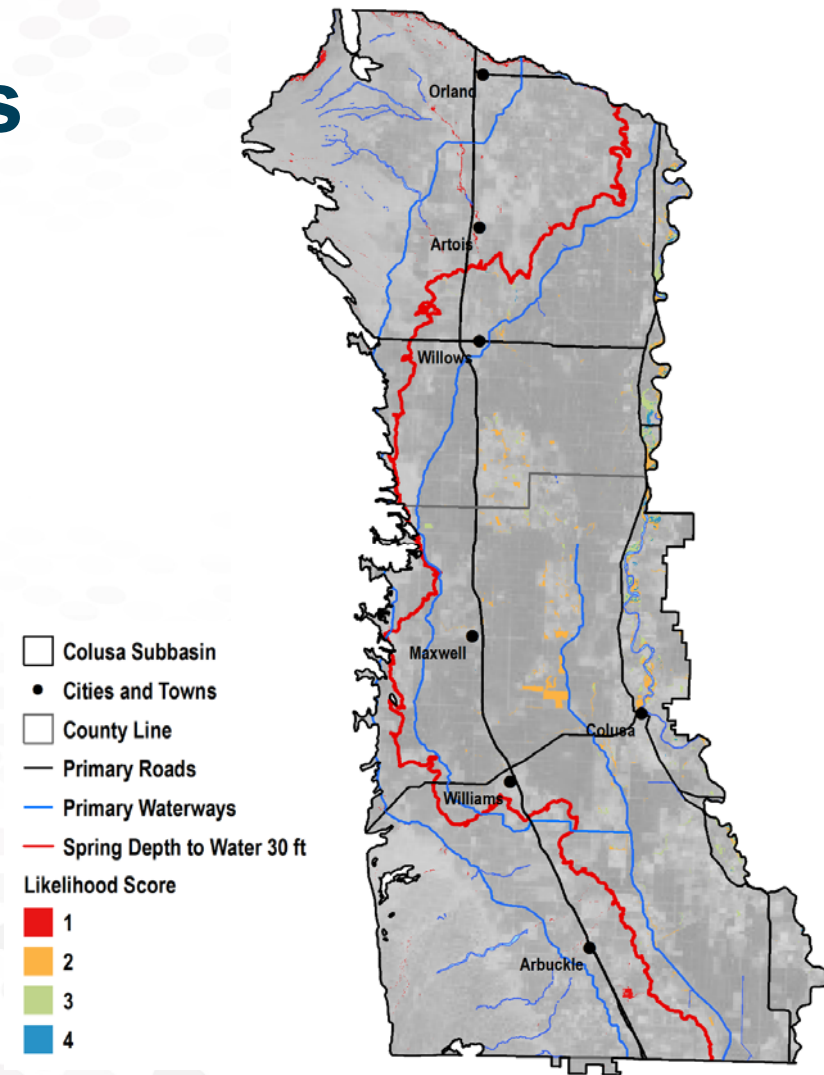 s
Orland
Artois
Willows
Maxwell
Colusa
Williams
Arbuckle
Colusa Subbasin
Cities and Towns
County Line
Primary Roads
Primary Waterways
Spring Depth to Water 30 ft
Likelihood Score
1
2
3
4